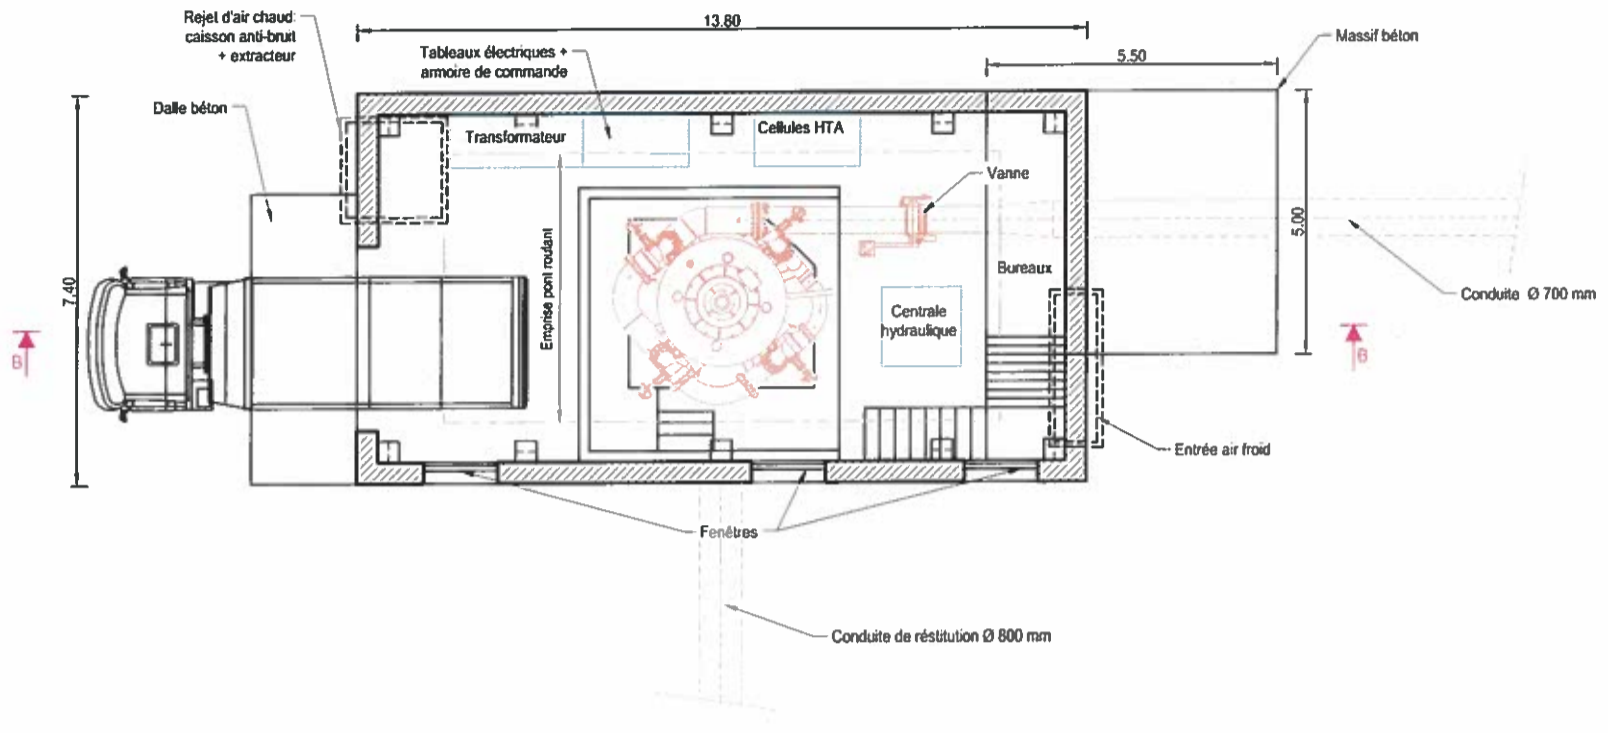 Rejet d'air chaud:
caisson anti-bruit
+ extracteur
13.80
Tableaux électriques +
armoire de commande
Massif béton
5.50
Dalle béton
Transformateur
Cellules HTA
Vanne
7.40
Emprise pont roulant
5.00
Bureaux
Conduite Ø 700 mm
Centrale
hydraulique
B
B
Entrée air froid
Fenêtres
Conduite de réstitution Ø 800 mm